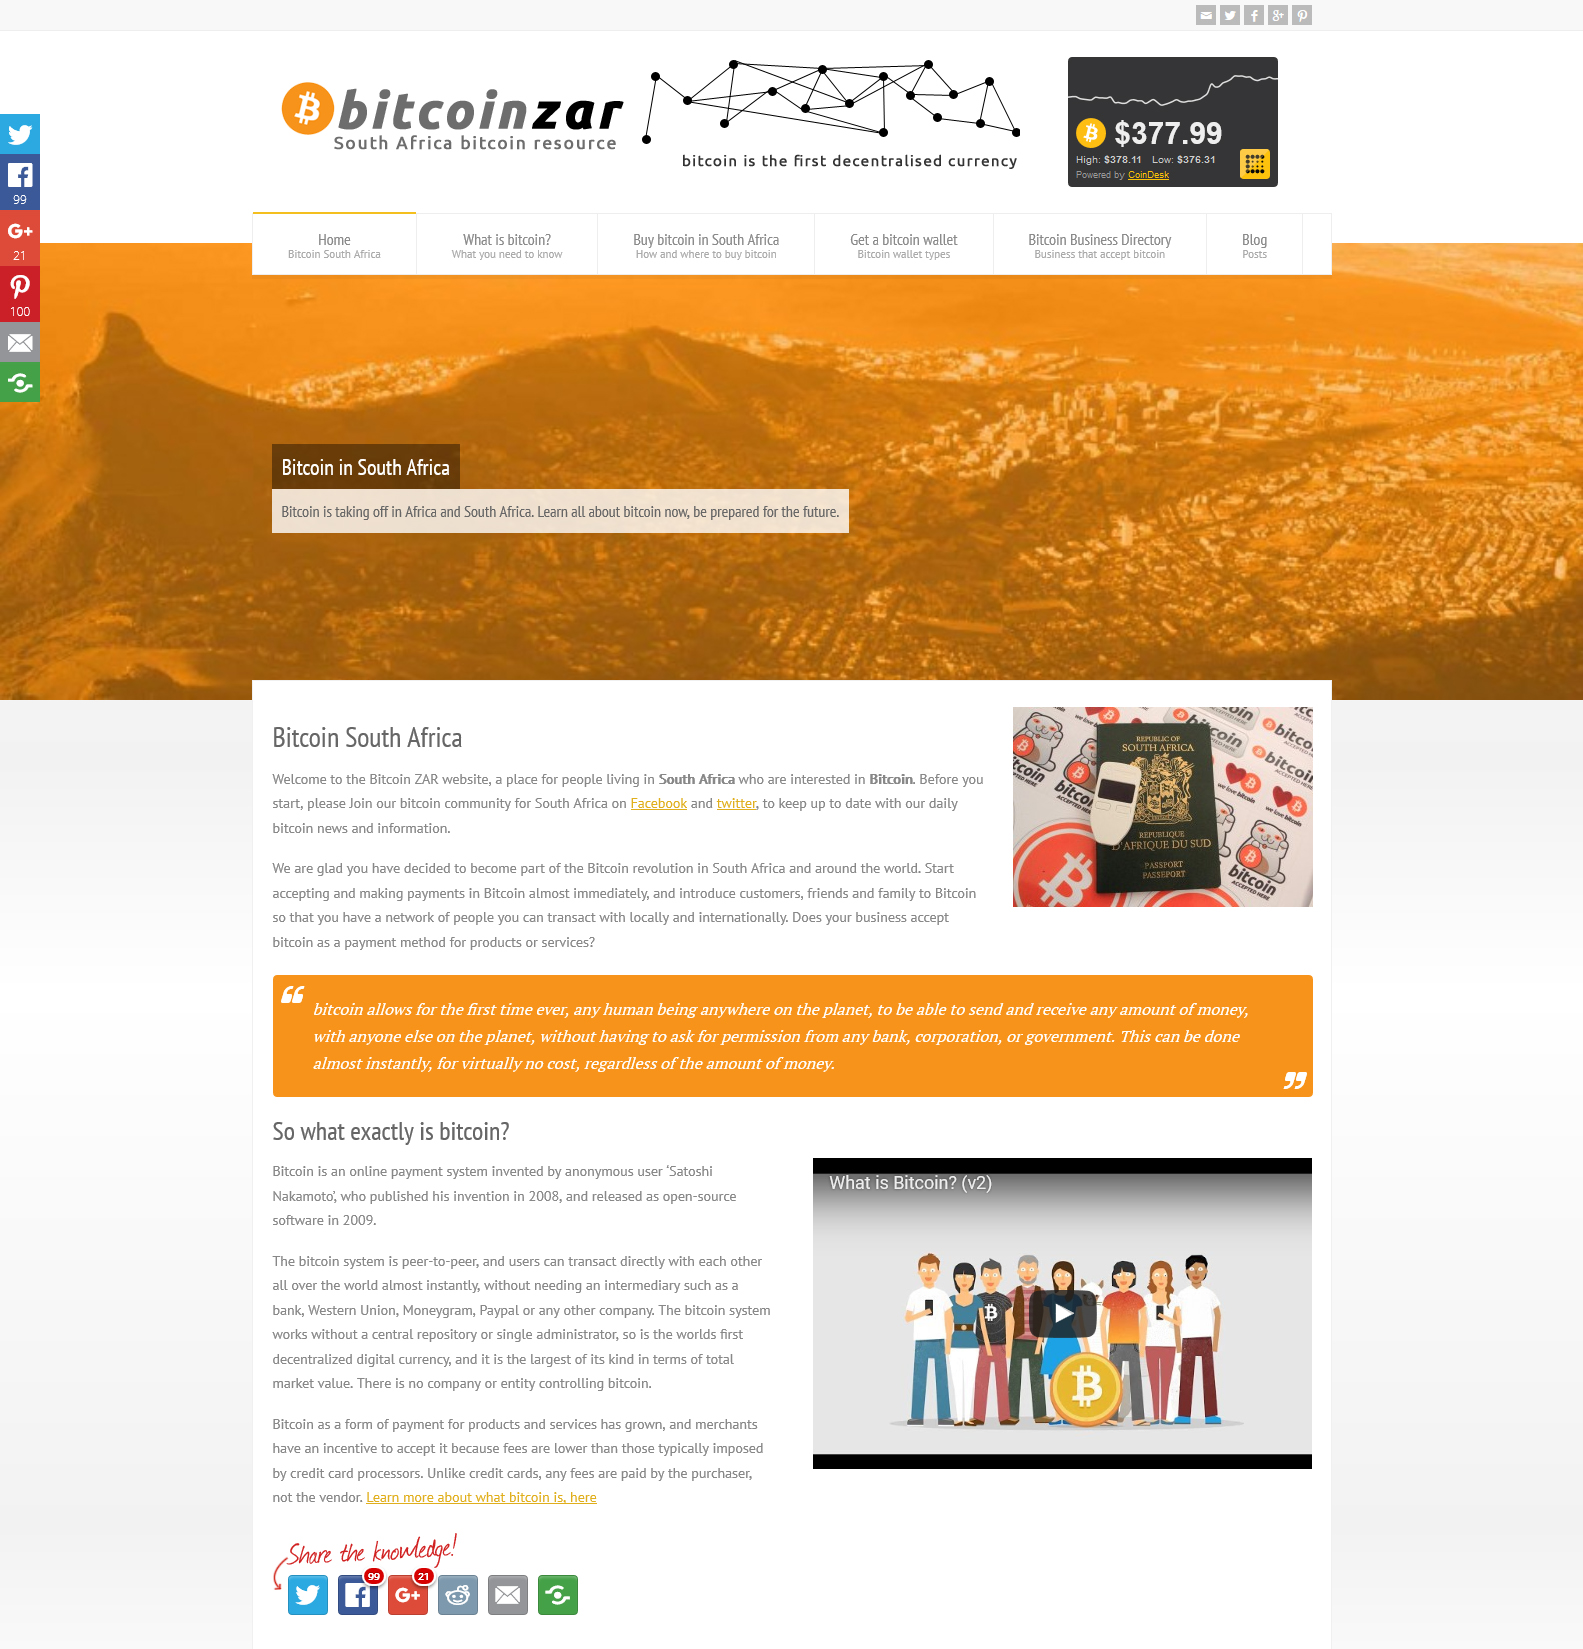 bitcoinzar
South Africa bitcoin resource
bitcoin is the first decentralised currency
$377.99
High: $378.11 Low: $376.31
Powered by CoinDesk
99
21
100
Home
Bitcoin South Africa
What is bitcoin?
What you need to know
Buy bitcoin in South Africa
How and where to buy bitcoin
Get a bitcoin wallet
Bitcoin wallet types
Bitcoin Business Directory
Business that accept bitcoin
Blog
Posts
Bitcoin in South Africa
Bitcoin is taking off in Africa and South Africa. Learn all about bitcoin now, be prepared for the future.
Bitcoin South Africa
Welcome to the Bitcoin ZAR website, a place for people living in South Africa who are interested in Bitcoin. Before you
start, please Join our bitcoin community for South Africa on Facebook and twitter, to keep up to date with our daily
bitcoin news and information.
We are glad you have decided to become part of the Bitcoin revolution in South Africa and around the world. Start
accepting and making payments in Bitcoin almost immediately, and introduce customers, friends and family to Bitcoin
so that you have a network of people you can transact with locally and internationally. Does your business accept
bitcoin as a payment method for products or services?
REPUBLIC OF
SOUTH AFRICA
REPUBLIQUE
D'AFRIQUE DU SUD
PASSPORT
PASSEPORT
we love bitcoin
bitcoin
ACCEPTED HERE
“ bitcoin allows for the first time ever, any human being anywhere on the planet, to be able to send and receive any amount of money,
with anyone else on the planet, without having to ask for permission from any bank, corporation, or government. This can be done
almost instantly, for virtually no cost, regardless of the amount of money. ”
So what exactly is bitcoin?
Bitcoin is an online payment system invented by anonymous user ‘Satoshi
Nakamoto’, who published his invention in 2008, and released as open-source
software in 2009.
The bitcoin system is peer-to-peer, and users can transact directly with each other
all over the world almost instantly, without needing an intermediary such as a
bank, Western Union, Moneygram, Paypal or any other company. The bitcoin system
works without a central repository or single administrator, so is the worlds first
decentralized digital currency, and it is the largest of its kind in terms of total
market value. There is no company or entity controlling bitcoin.
Bitcoin as a form of payment for products and services has grown, and merchants
have an incentive to accept it because fees are lower than those typically imposed
by credit card processors. Unlike credit cards, any fees are paid by the purchaser,
not the vendor. Learn more about what bitcoin is, here
What is Bitcoin? (v2)
Share the knowledge!
99
21